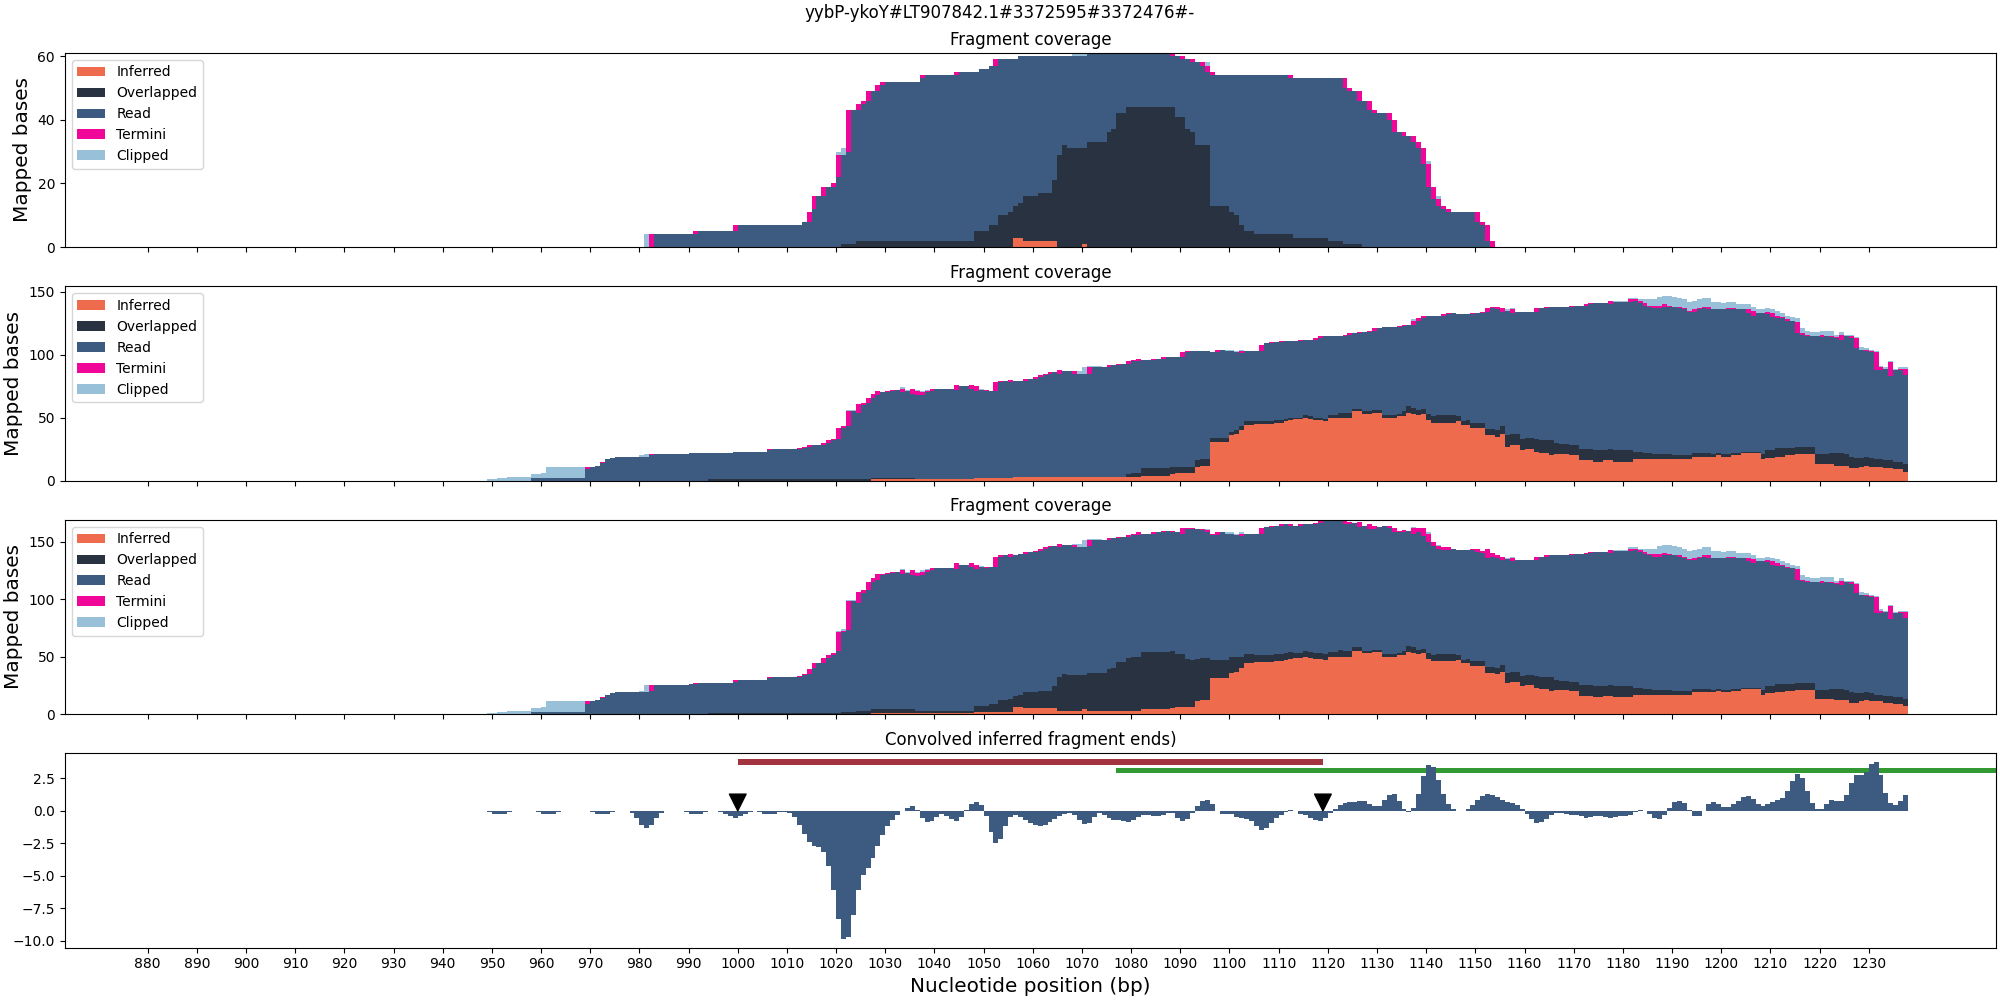 yybP-ykoY#LT907842.1#3372595#3372476#-
Fragment coverage
60
40
20
0
Mapped bases
Inferred
Overlapped
Read
Termini
Clipped
Fragment coverage
150
100
50
0
Mapped bases
Inferred
Overlapped
Read
Termini
Clipped
Fragment coverage
150
100
50
0
Mapped bases
Inferred
Overlapped
Read
Termini
Clipped
Convolved inferred fragment ends)
2.5
0.0
−2.5
−5.0
−7.5
−10.0
880 890 900 910 920 930 940 950 960 970 980 990 1000 1010 1020 1030 1040 1050 1060 1070 1080 1090 1100 1110 1120 1130 1140 1150 1160 1170 1180 1190 1200 1210 1220 1230
Nucleotide position (bp)